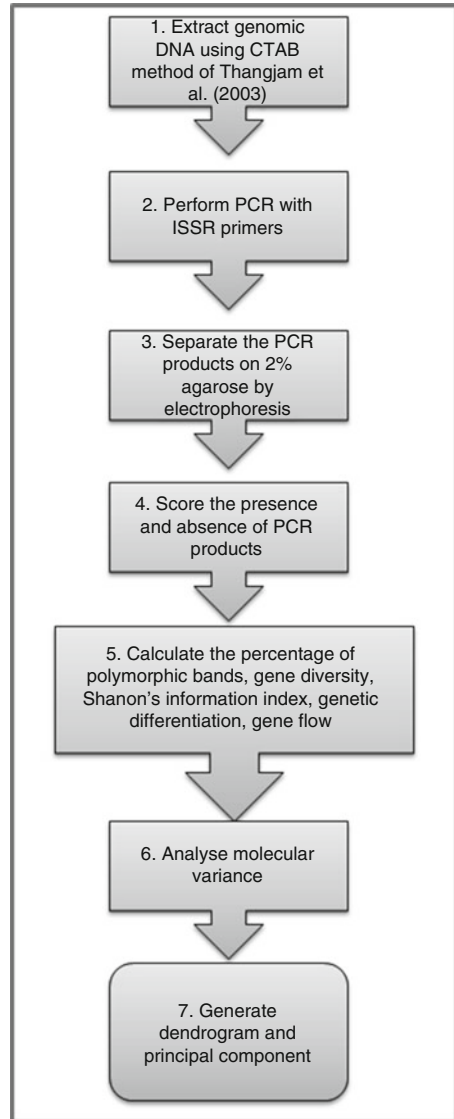 1. Extract genomic
DNA using CTAB
method of Thangjam et
al. (2003)
2. Perform PCR with
ISSR primers
3. Separate the PCR
products on 2%
agarose by
electrophoresis
4. Score the presence
and absence of PCR
products
5. Calculate the percentage of
polymorphic bands, gene diversity,
Shanon's information index, genetic
differentiation, gene flow
6. Analyse molecular
variance
7. Generate
dendrogram and
principal component